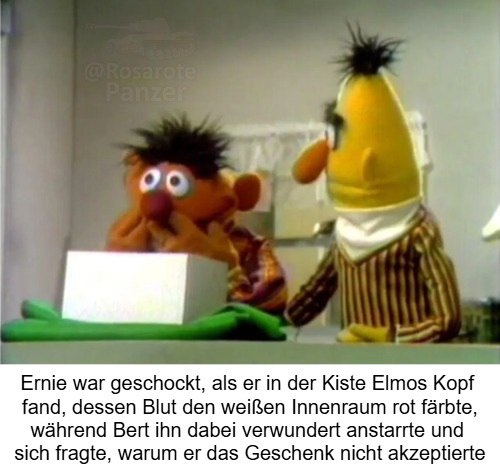 @Rosarote
Panzer
Ernie war geschockt, als er in der Kiste Elmos Kopf
fand, dessen Blut den weißen Innenraum rot färbte,
während Bert ihn dabei verwundert anstarrte und
sich fragte, warum er das Geschenk nicht akzeptierte